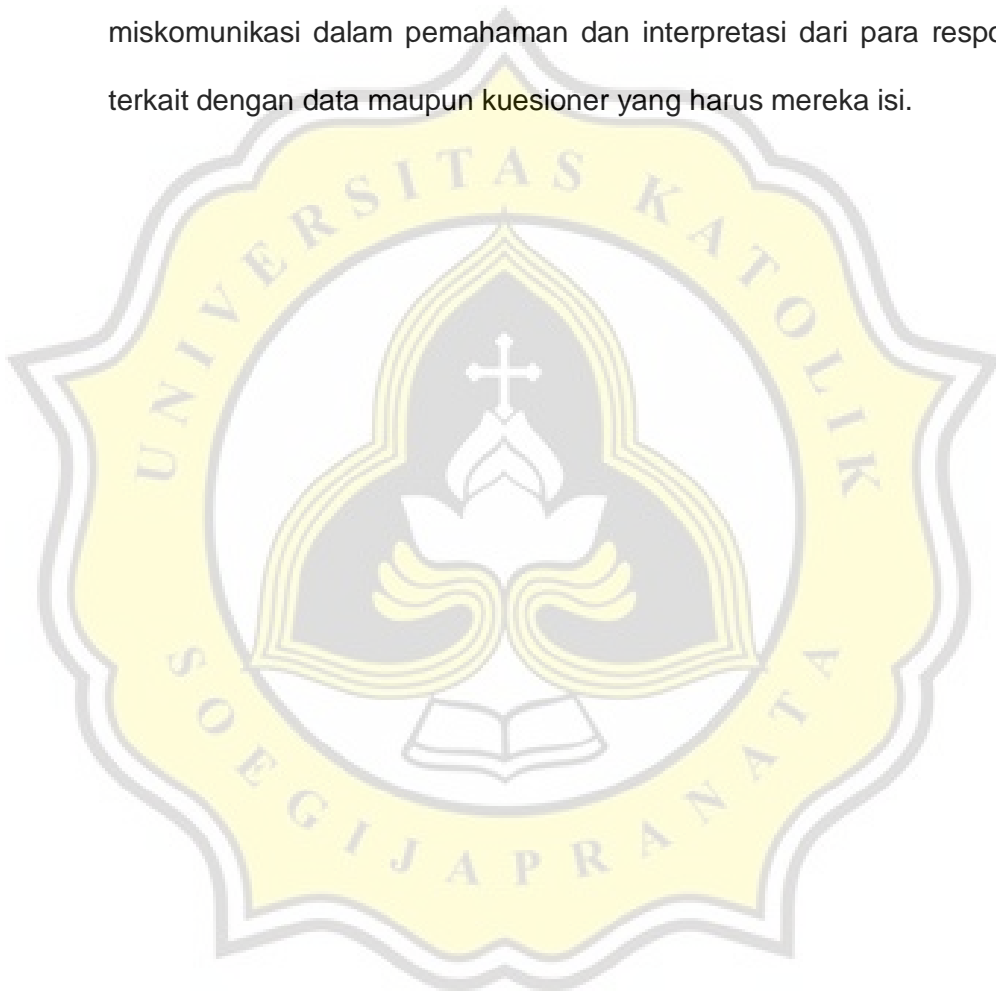 miskomunikasi dalam pemahaman dan interpretasi dari para
terkait dengan data maupun kuesioner yang harus mereka isi.
UNIVERSITAS KATOLIK
SOEGIJAPRANATA